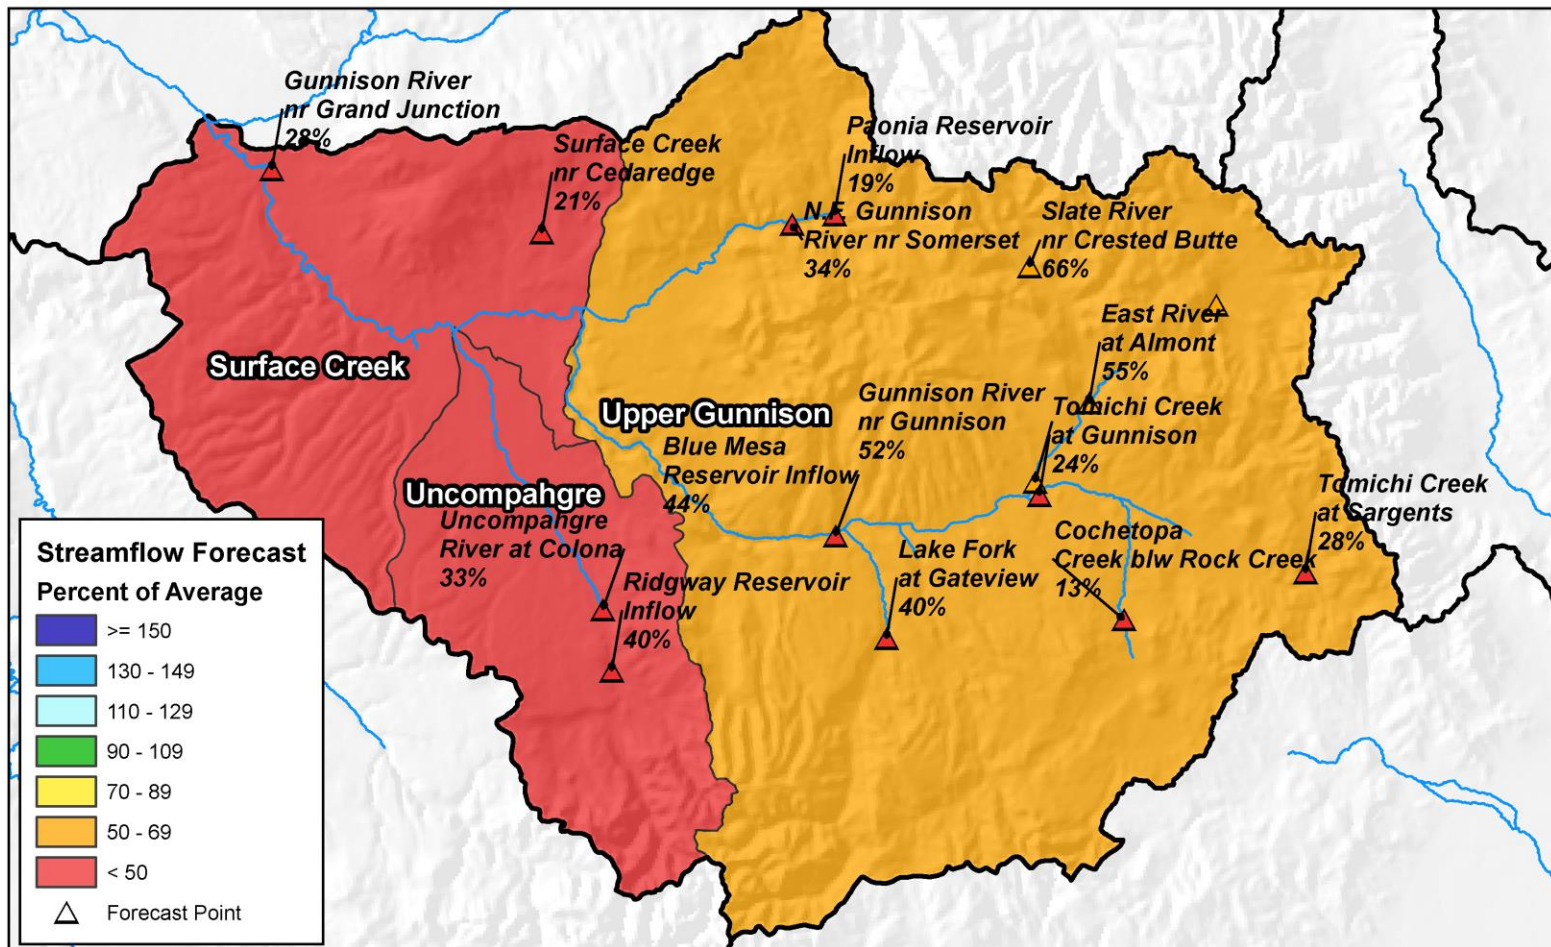 Gunnison River
nr Grand Junction
28%
Surface Creek
nr Cedaredge
21%
Paonia Reservoir
Inflow
19%
N.F. Gunnison
River nr Somerset
34%
Slate River
nr Crested Butte
66%
East River
at Almont
55%
Surface Creek
Upper Gunnison
Gunnison River
nr Gunnison
52%
Tomichi Creek
at Gunnison
24%
Blue Mesa
Reservoir Inflow
44%
Uncompahgre
Uncompahgre
River at Colona
33%
Tomichi Creek
at Sargents
28%
Ridgway Reservoir
Inflow
40%
Lake Fork
at Gateview
40%
Cochetopa
Creek blw Rock Creek
13%
Streamflow Forecast
Percent of Average
>= 150
130 - 149
110 - 129
90 - 109
70 - 89
50 - 69
< 50
Forecast Point